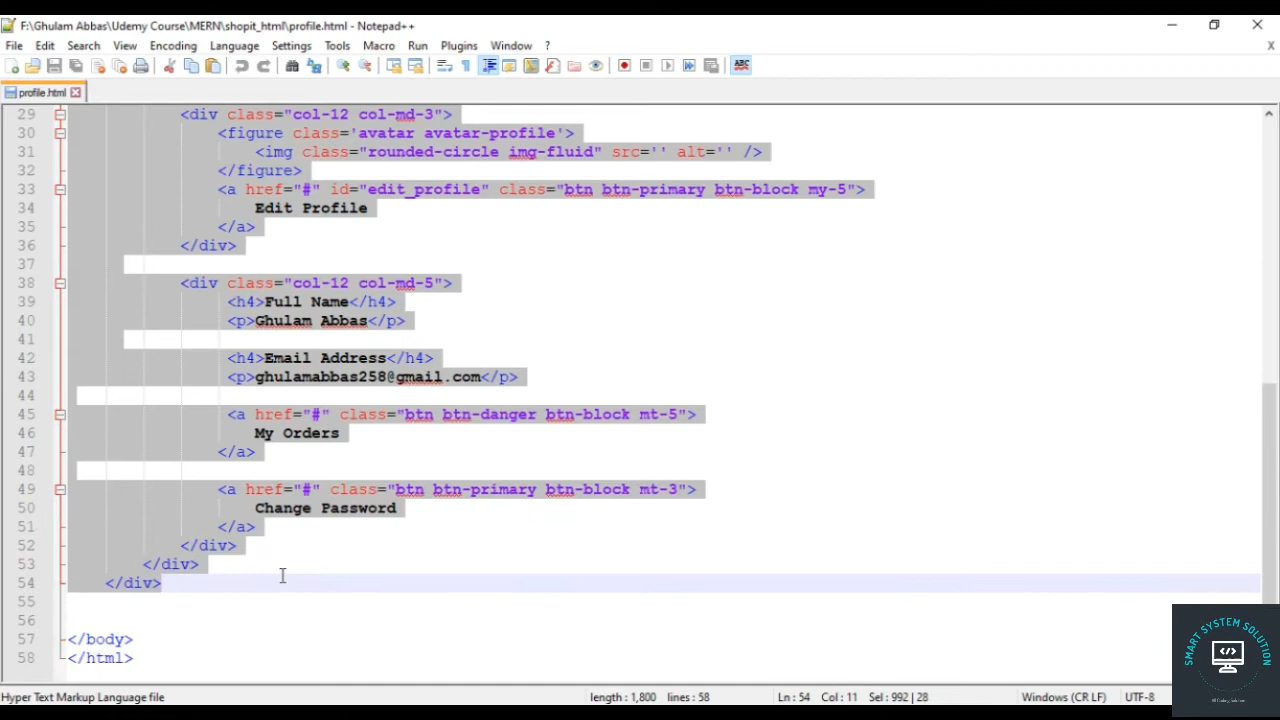 F:\Ghulam Abbas\Udemy Course\MERN\shopit_html\profile.html - Notepad++
File Edit Search View Encoding Language Settings Tools Macro Run Plugins Window ? X
ABC
profile.html
29 <div class="col-12 col-md-3">
30 <figure class='avatar avatar-profile'>
31 <img class="rounded-circle img-fluid" src='' alt='' />
32 </figure>
33 <a href="#" id="edit_profile" class="btn btn-primary btn-block my-5">
34 Edit Profile
35 </a>
36 </div>
37
38 <div class="col-12 col-md-5">
39 <h4>Full Name</h4>
40 <p>Ghulam Abbas</p>
41
42 <h4>Email Address</h4>
43 <p>ghulamabbas258@gmail.com</p>
44
45 <a href="#" class="btn btn-danger btn-block mt-5">
46 My Orders
47 </a>
48
49 <a href="#" class="btn btn-primary btn-block mt-3">
50 Change Password
51 </a>
52 </div>
53 </div>
54 </div>
55
56
57 </body>
58 </html>
SMART SYSTEM SOLUTION
Hyper Text Markup Language file length : 1,800 lines : 58 Ln : 54 Col : 11 Sel : 992 | 28 Windows (CR LF) UTF-8